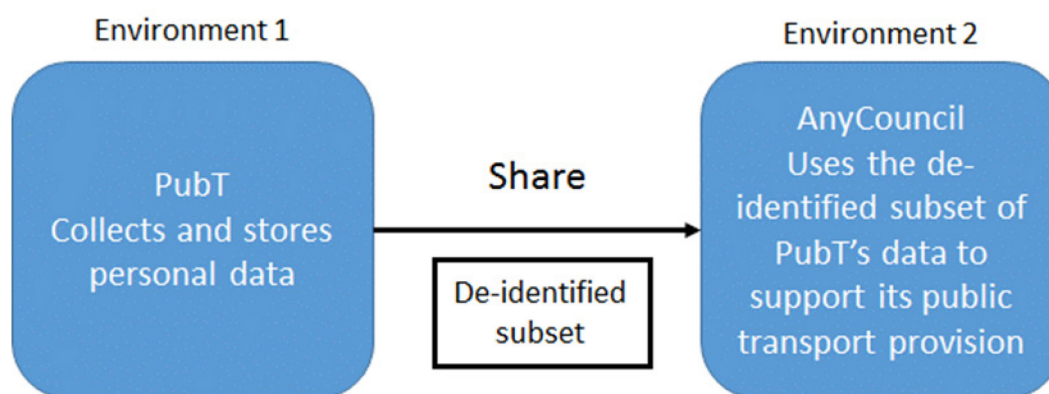 Environment 1
PubT
Collects and stores
personal data
Share
De-identified
subset
Environment 2
AnyCouncil
Uses the de-
identified subset of
PubT's data to
support its public
transport provision